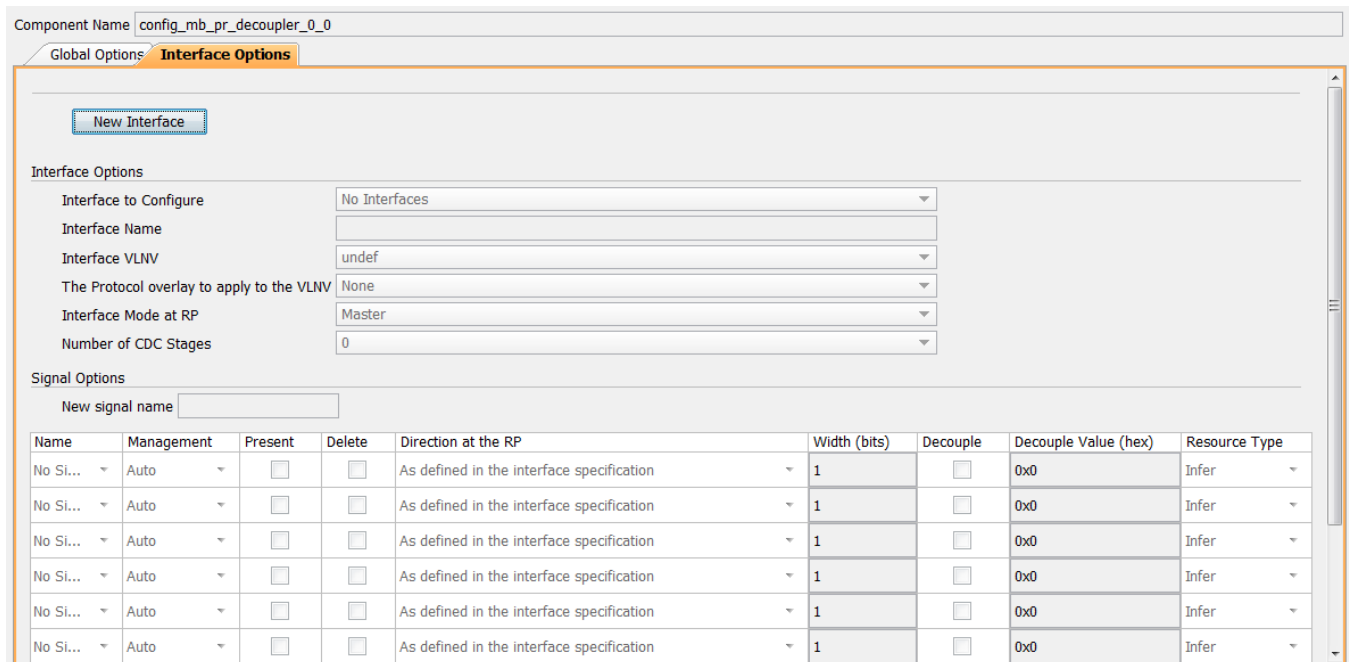 Component Name config_mb_pr_decoupler_0_0
Global Options Interface Options
New Interface
Interface Options
Interface to Configure No Interfaces
Interface Name
Interface VLNV undef
The Protocol overlay to apply to the VLNV None
Interface Mode at RP Master
Number of CDC Stages 0
Signal Options
New signal name
Name Management Present Delete Direction at the RP Width (bits) Decouple Decouple Value (hex) Resource Type
No Si... Auto As defined in the interface specification 1 0x0 Infer
No Si... Auto As defined in the interface specification 1 0x0 Infer
No Si... Auto As defined in the interface specification 1 0x0 Infer
No Si... Auto As defined in the interface specification 1 0x0 Infer
No Si... Auto As defined in the interface specification 1 0x0 Infer
No Si... Auto As defined in the interface specification 1 0x0 Infer